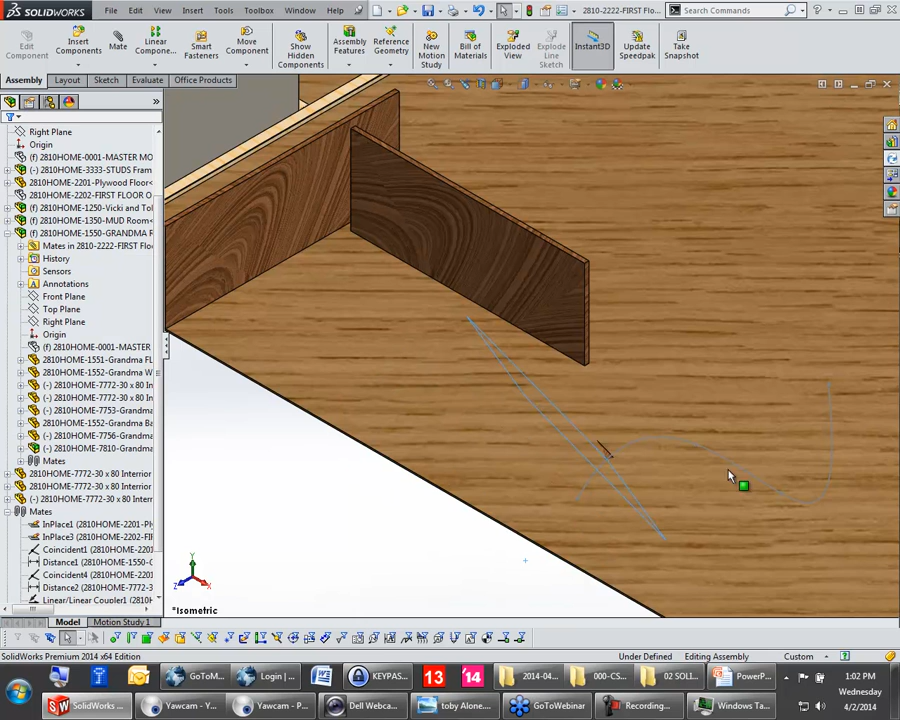 SOLIDWORKS File Edit View Insert Tools Toolbox Window Help 2810-2222-FIRST Flo... Search Commands
Edit Component
Insert Components
Mate
Linear Compone...
Smart Fasteners
Move Component
Show Hidden Components
Assembly Features
Reference Geometry
New Motion Study
Bill of Materials
Exploded View
Explode Line Sketch
Instant3D
Update Speedpak
Take Snapshot
Assembly Layout Sketch Evaluate Office Products
Right Plane
Origin
(f) 2810HOME-0001-MASTER MO
(-) 2810HOME-3333-STUDS Fram
2810HOME-2201-Plywood Floor<
2810HOME-2202-FIRST FLOOR O
(f) 2810HOME-1250-Vicki and To
(f) 2810HOME-1350-MUD Room<
2810HOME-1550-GRANDMA F
Mates in 2810-2222-FIRST Flo
History
Sensors
Annotations
Front Plane
Top Plane
Right Plane
Origin
(f) 2810HOME-0001-MASTER
2810HOME-1551-Grandma FL
2810HOME-1552-Grandma W
(-) 2810HOME-7772-30 x 80 In
(-) 2810HOME-7772-30 x 80 In
(-) 2810HOME-7753-Grandma
2810HOME-1552-Grandma Ba
(-) 2810HOME-7756-Grandma
(-) 2810HOME-7810-Grandma
Mates
2810HOME-7772-30 x 80 Interior
2810HOME-7772-30 x 80 Interior
(-) 2810HOME-7772-30 x 80 Interior
Mates
InPlace1 (2810HOME-2201-Pl
InPlace3 (2810HOME-2202-FI
Coincident1 (2810HOME-155
Distance1 (2810HOME-1550-G
Coincident4 (2810HOME-225
Distance2 (2810HOME-7772-3
Linear/Linear Coupler1 (2810
Y
Z X
*Isometric
Model Motion Study 1
SolidWorks Premium 2014 x64 Edition Under Defined Editing Assembly Custom
GoToM... Login |... KEYPAS... 13 '14 2014-04... 000-CS... 02 SOLI... PowerP...
SolidWorks ... Yawcam - Y... Yawcam - P... Dell Webcam... toby Alone.... GoToWebinar Recording... Windows Ta...
1:02 PM
Wednesday
4/2/2014